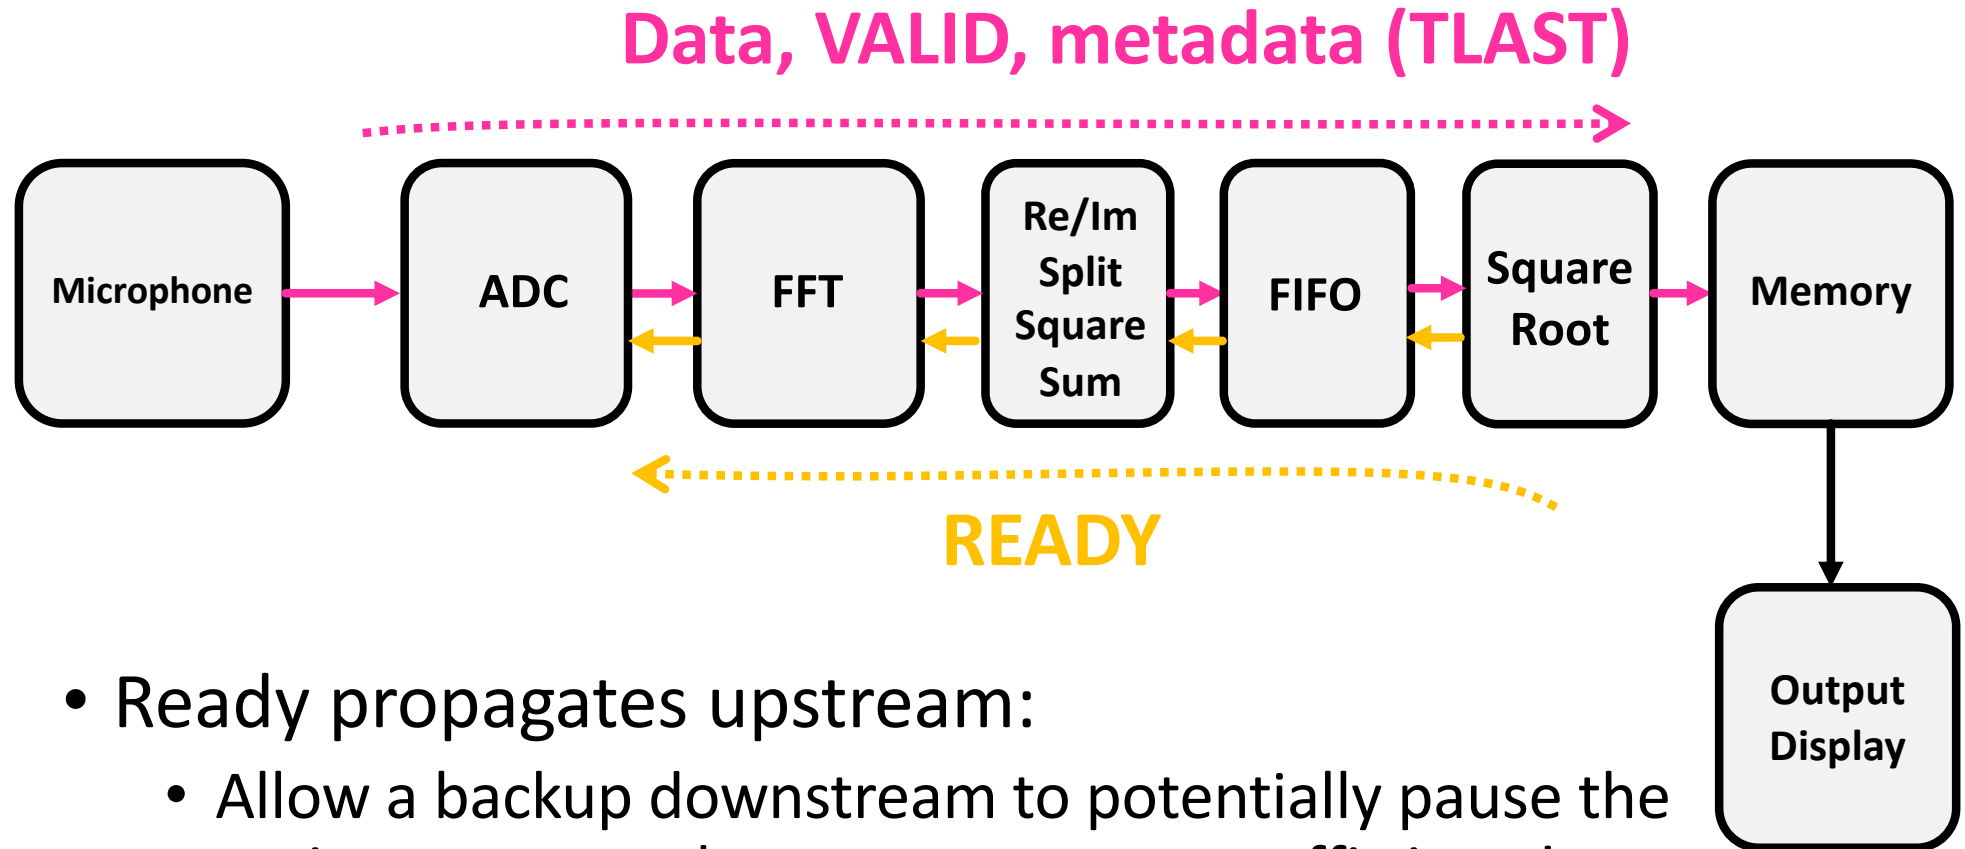 Data, VALID, metadata (TLAST)
Microphone
ADC
FFT
Re/Im
Split
Square
Sum
FIFO
Square
Root
Memory
READY
Output
Display
• Ready propagates upstream:
• Allow a backup downstream to potentially pause the